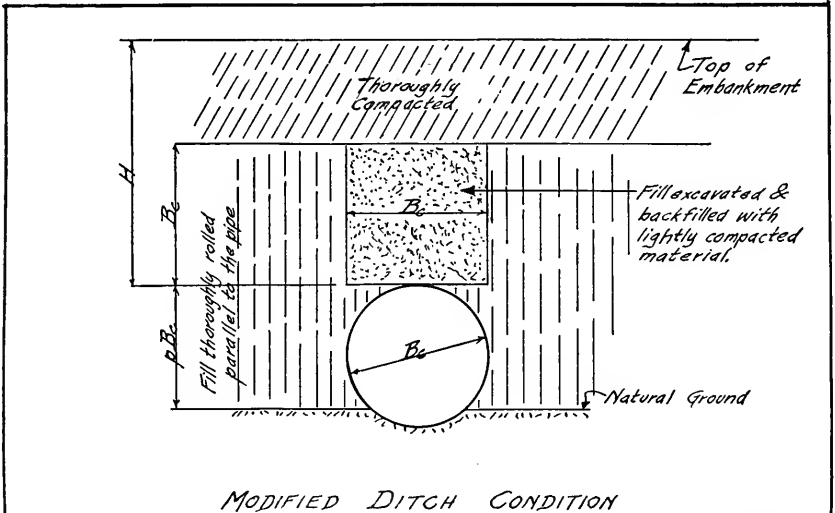 Top of
Embankment
Thoroughly
Compacted
H
Bc
Bc
Fill excavated &
backfilled with
lightly compacted
material.
Fill thoroughly rolled
parallel to the pipe
pBc
Bc
Natural Ground
MODIFIED DITCH CONDITION